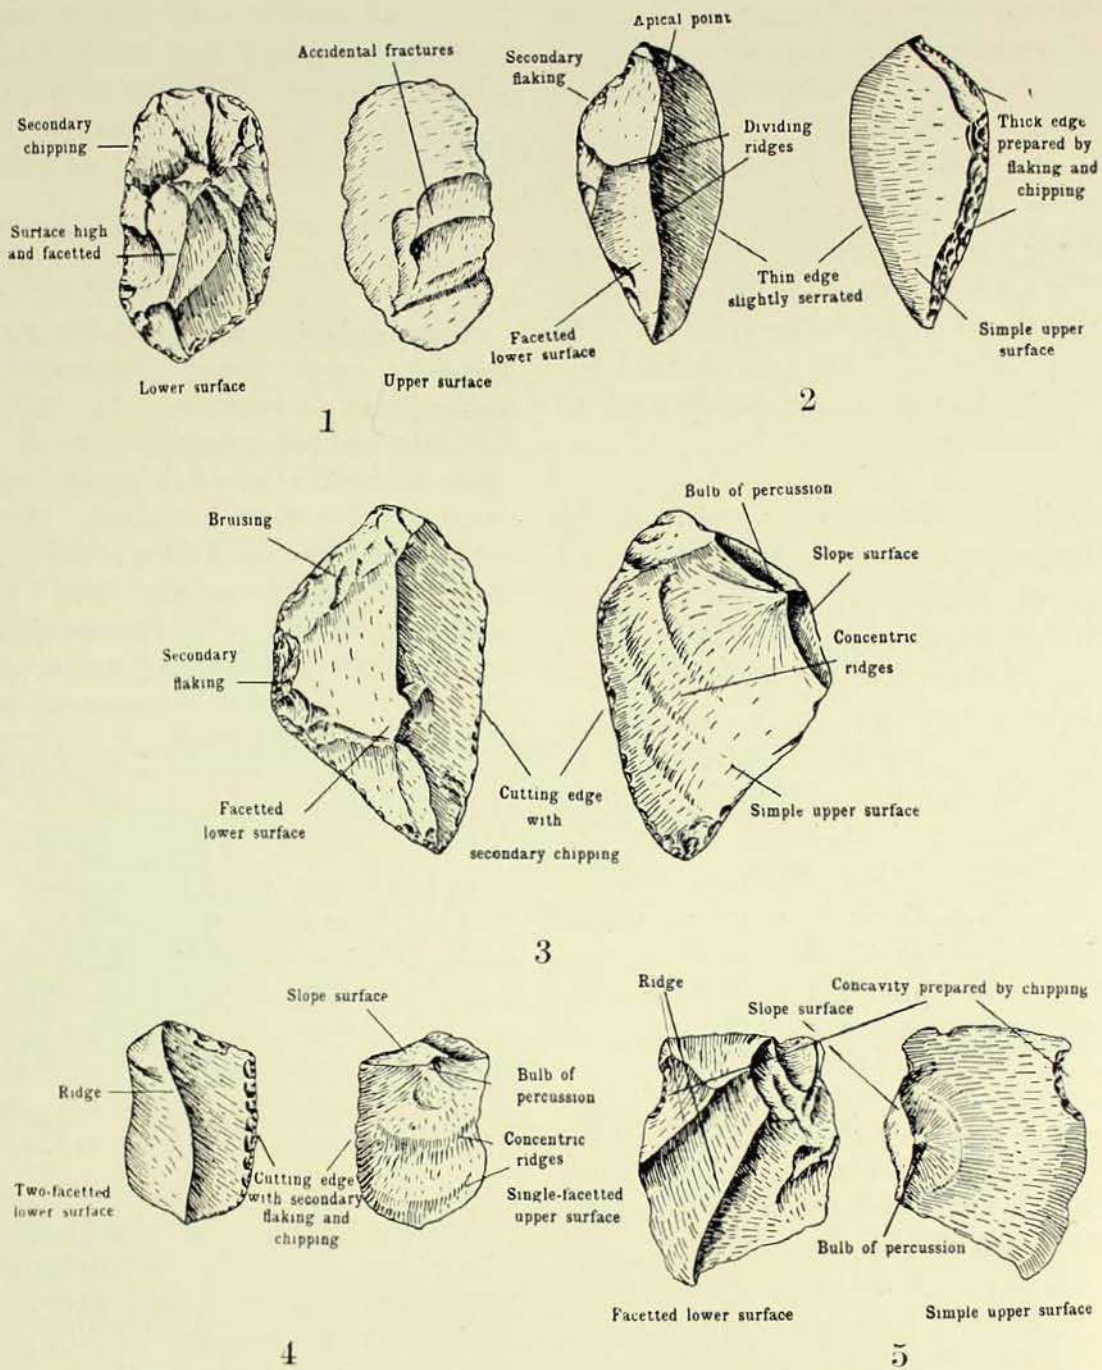 Accidental fractures
Secondary
chipping
Surface high
and facetted
Lower surface
Upper surface
1
Apical point
Secondary
flaking
Dividing
ridges
Thick edge
prepared by
flaking and
chipping
Thin edge
slightly serrated
Facetted
lower surface
Simple upper
surface
2
Bruising
Bulb of percussion
Slope surface
Concentric
ridges
Secondary
flaking
Facetted
lower surface
Cutting edge
with
secondary chipping
Simple upper surface
3
Slope surface
Ridge
Bulb of
percussion
Concentric
ridges
Two-facetted
lower surface
Cutting edge
with secondary
flaking and
chipping
Single-facetted
upper surface
4
Ridge
Concavity prepared by chipping
Slope surface
Bulb of percussion
Facetted lower surface
Simple upper surface
5